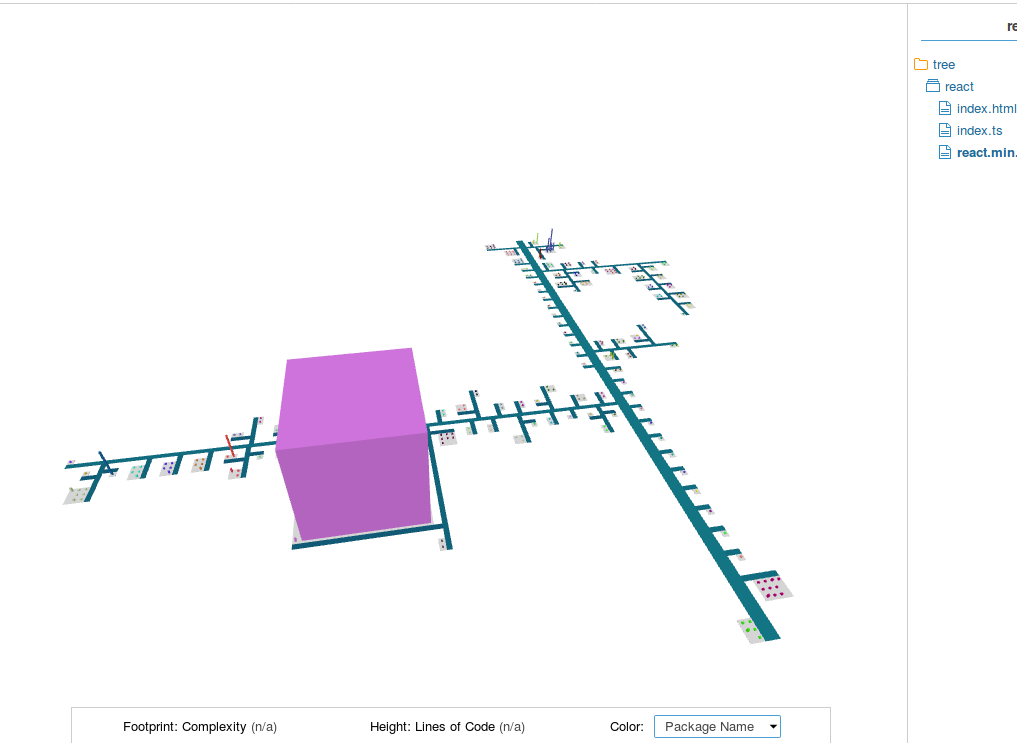 re
tree
react
index.html
index.ts
react.min.
Footprint: Complexity (n/a)
Height: Lines of Code (n/a)
Color: Package Name